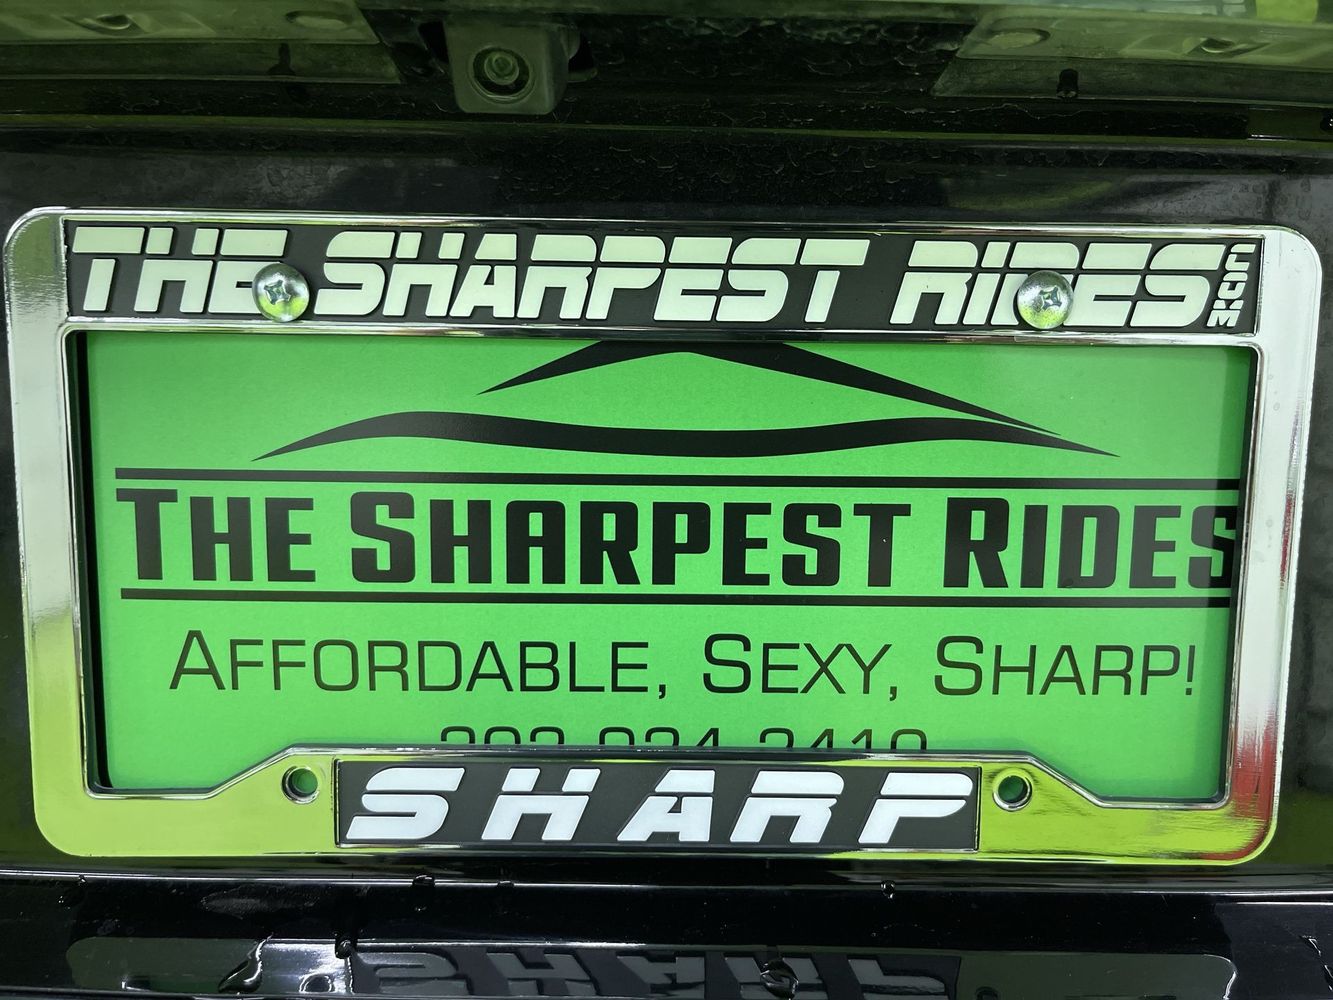 THE SHARPEST RIDES.COM
THE SHARPEST RIDES
AFFORDABLE, SEXY, SHARP!
SHARP